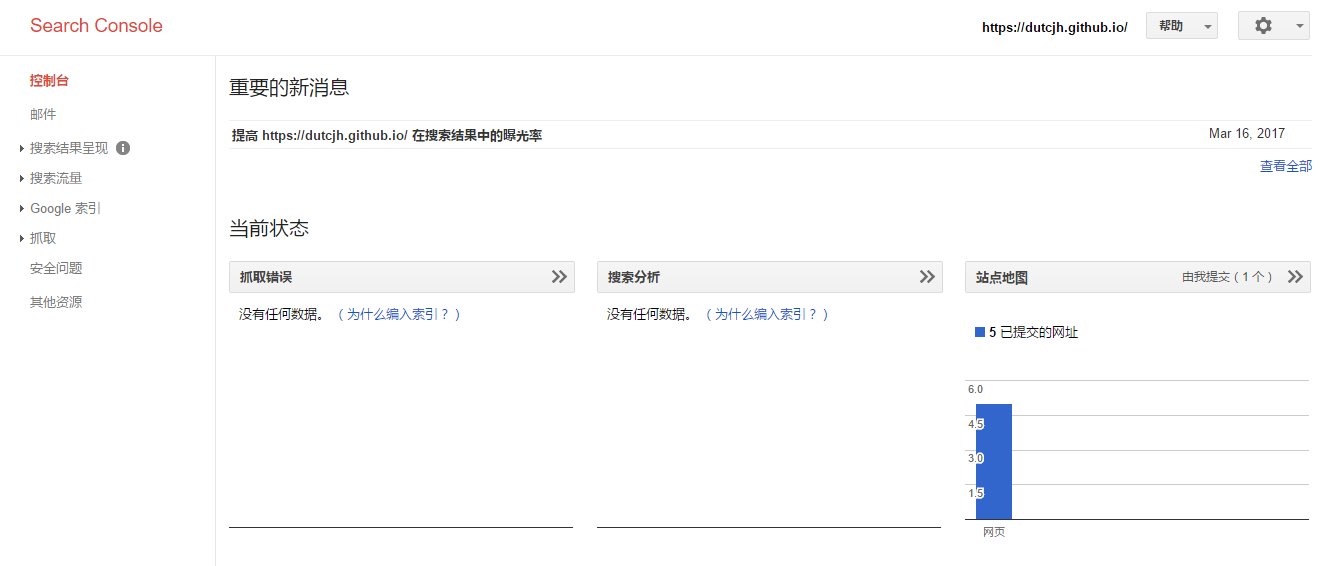 Search Console
https://dutcjh.github.io/ 帮助
控制台
邮件
搜索结果呈现
搜索流量
Google 索引
抓取
安全问题
其他资源
重要的新消息
提高 https://dutcjh.github.io/ 在搜索结果中的曝光率 Mar 16, 2017
查看全部
当前状态
抓取错误
没有任何数据。（为什么编入索引？）
搜索分析
没有任何数据。（为什么编入索引？）
站点地图 由我提交（1 个）
5 已提交的网址
6.0
4.5
3.0
1.5
网页